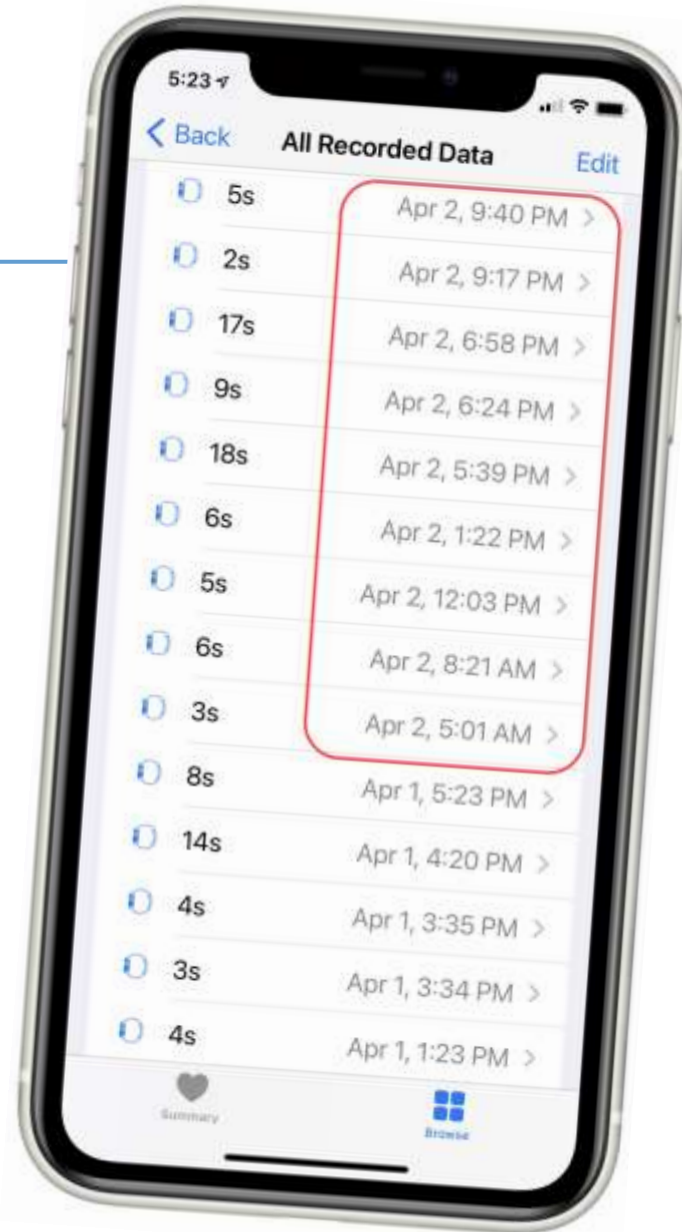 5:23
Back All Recorded Data Edit
5s Apr 2, 9:40 PM
2s Apr 2, 9:17 PM
17s Apr 2, 6:58 PM
9s Apr 2, 6:24 PM
18s Apr 2, 5:39 PM
6s Apr 2, 1:22 PM
5s Apr 2, 12:03 PM
6s Apr 2, 8:21 AM
3s Apr 2, 5:01 AM
8s Apr 1, 5:23 PM
14s Apr 1, 4:20 PM
4s Apr 1, 3:35 PM
3s Apr 1, 3:34 PM
4s Apr 1, 1:23 PM
Summary Browse